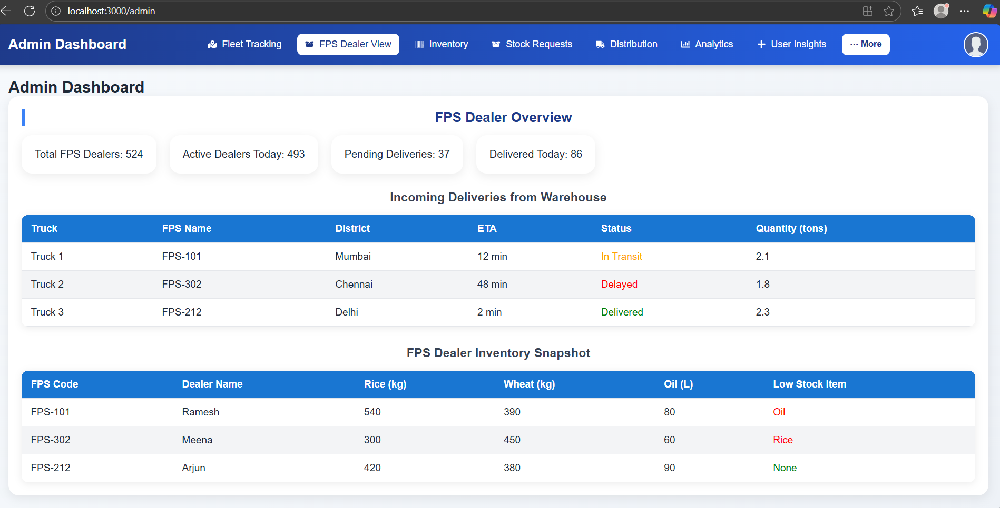 localhost:3000/admin
Admin Dashboard Fleet Tracking FPS Dealer View Inventory Stock Requests Distribution Analytics User Insights ··· More
Admin Dashboard
FPS Dealer Overview
Total FPS Dealers: 524 Active Dealers Today: 493 Pending Deliveries: 37 Delivered Today: 86
Incoming Deliveries from Warehouse
Truck FPS Name District ETA Status Quantity (tons)
Truck 1 FPS-101 Mumbai 12 min In Transit 2.1
Truck 2 FPS-302 Chennai 48 min Delayed 1.8
Truck 3 FPS-212 Delhi 2 min Delivered 2.3
FPS Dealer Inventory Snapshot
FPS Code Dealer Name Rice (kg) Wheat (kg) Oil (L) Low Stock Item
FPS-101 Ramesh 540 390 80 Oil
FPS-302 Meena 300 450 60 Rice
FPS-212 Arjun 420 380 90 None